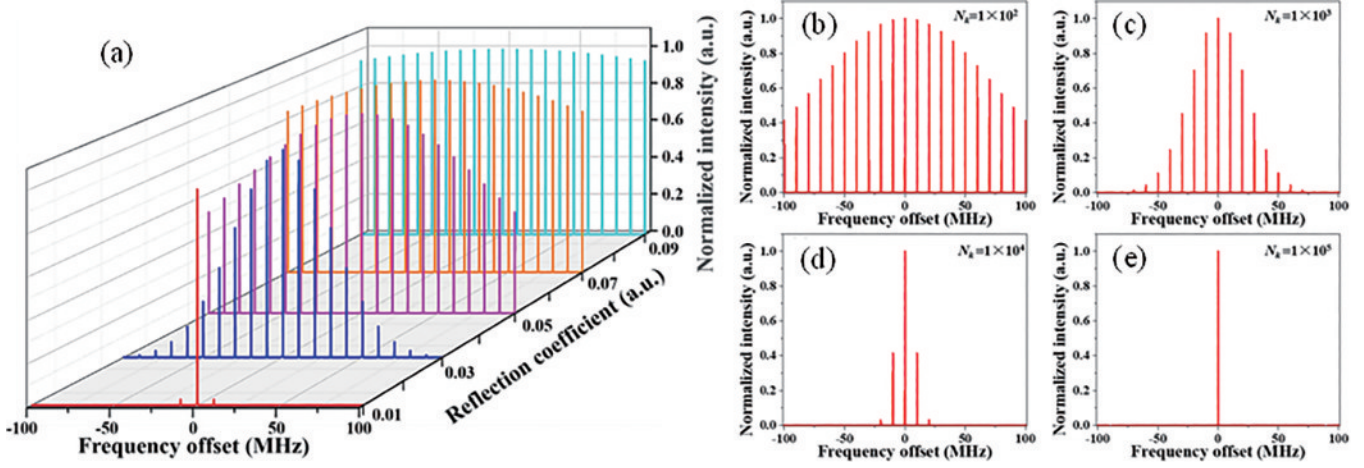 (a)
1.0
0.8
0.6
0.4
0.2
0.0
Normalized intensity (a.u.)
0.09
0.07
0.05
0.03
0.01
Reflection coefficient (a.u.)
-100 -50 0 50 100
Frequency offset (MHz)
(b)
Nk=1×10²
1.0
0.8
0.6
0.4
0.2
0.0
Normalized intensity (a.u.)
-100 -50 0 50 100
Frequency offset (MHz)
(c)
Nk=1×10³
1.0
0.8
0.6
0.4
0.2
0.0
Normalized intensity (a.u.)
-100 -50 0 50 100
Frequency offset (MHz)
(d)
Nk=1×10⁴
1.0
0.8
0.6
0.4
0.2
0.0
Normalized intensity (a.u.)
-100 -50 0 50 100
Frequency offset (MHz)
(e)
Nk=1×10⁵
1.0
0.8
0.6
0.4
0.2
0.0
Normalized intensity (a.u.)
-100 -50 0 50 100
Frequency offset (MHz)